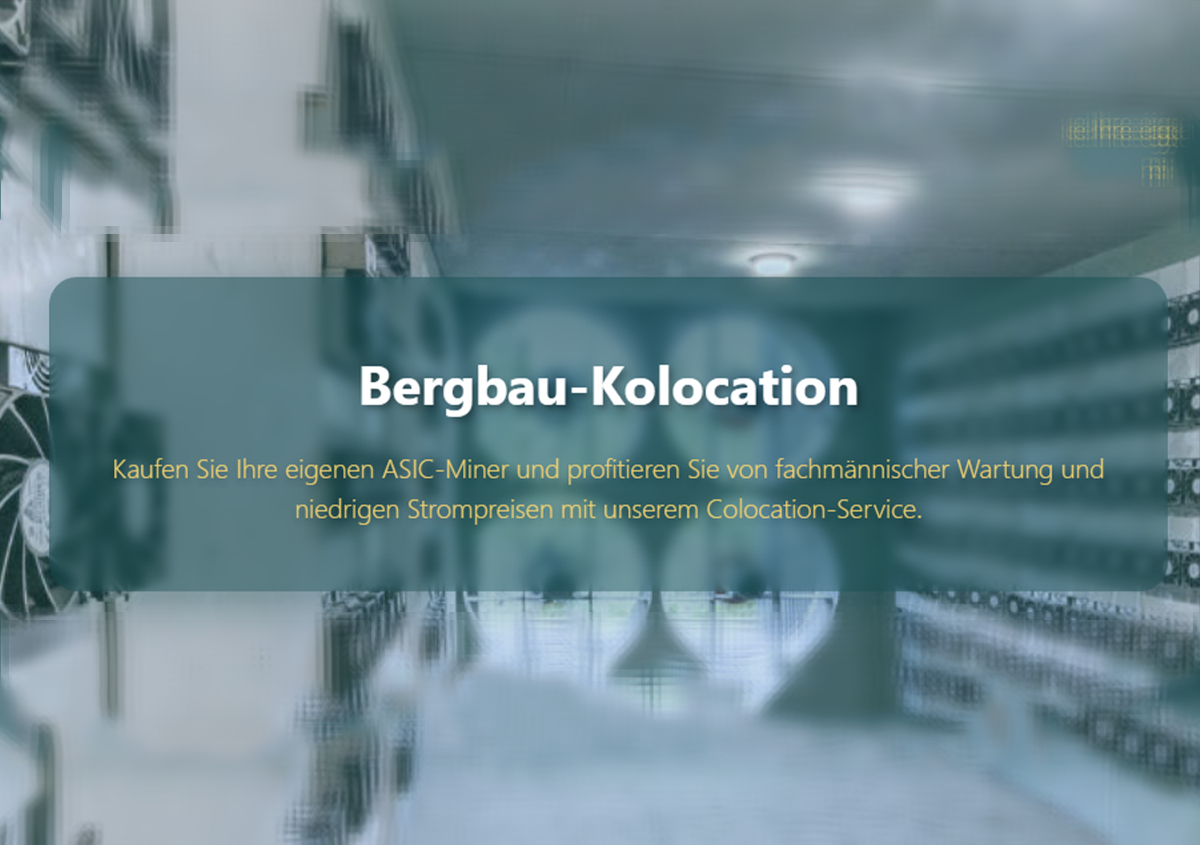 Bergbau-Kolocation
Kaufen Sie Ihre eigenen ASIC-Miner und profitieren Sie von fachmännischer Wartung und
niedrigen Strompreisen mit unserem Colocation-Service.